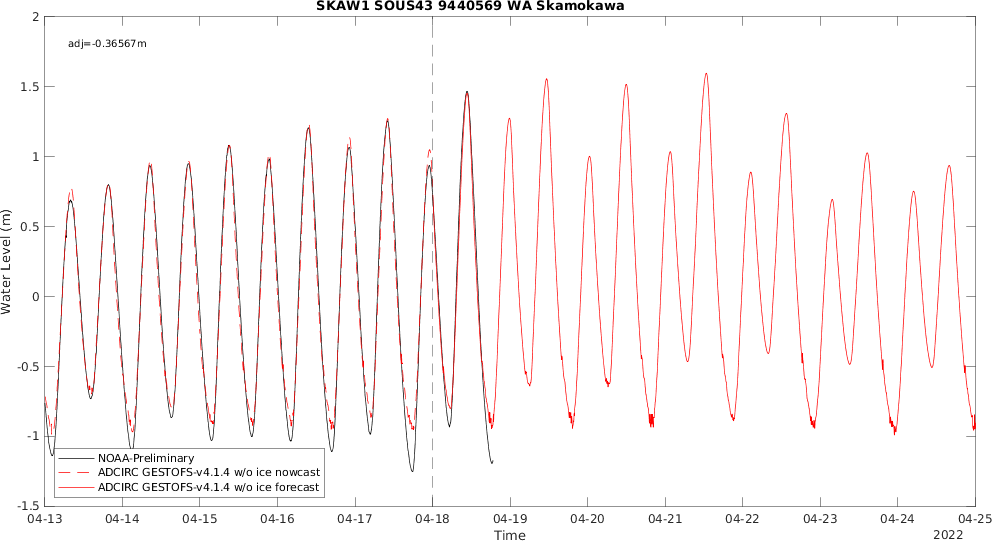 SKAW1 SOUS43 9440569 WA Skamokawa
adj=-0.36567m
Water Level (m)
2
1.5
1
0.5
0
-0.5
-1
-1.5
NOAA-Preliminary
ADCIRC GESTOFS-v4.1.4 w/o ice nowcast
ADCIRC GESTOFS-v4.1.4 w/o ice forecast
04-13 04-14 04-15 04-16 04-17 04-18 04-19 04-20 04-21 04-22 04-23 04-24 04-25
Time
2022